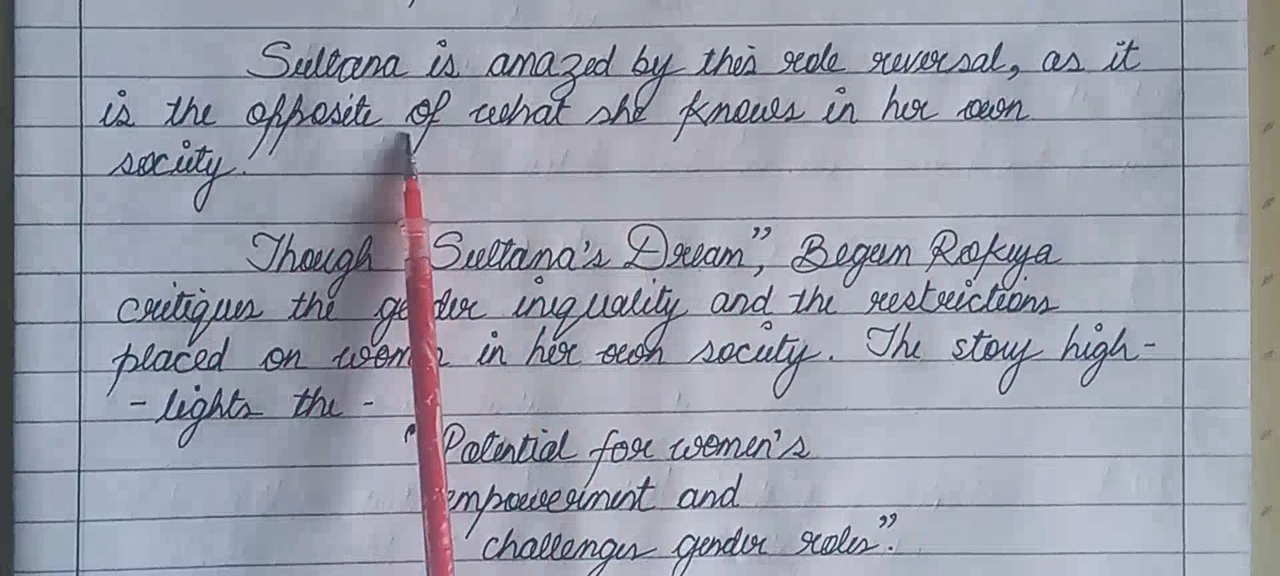 Sultana is amazed by this role reversal, as it
is the opposite of what she knows in her own
society.
Though "Sultana's Dream", Begum Rokeya
critiques the gender inequality and the restrictions
placed on women in her own society. The story high-
-lights the -
"Potential for women's
empowerment and
challenges gender roles".